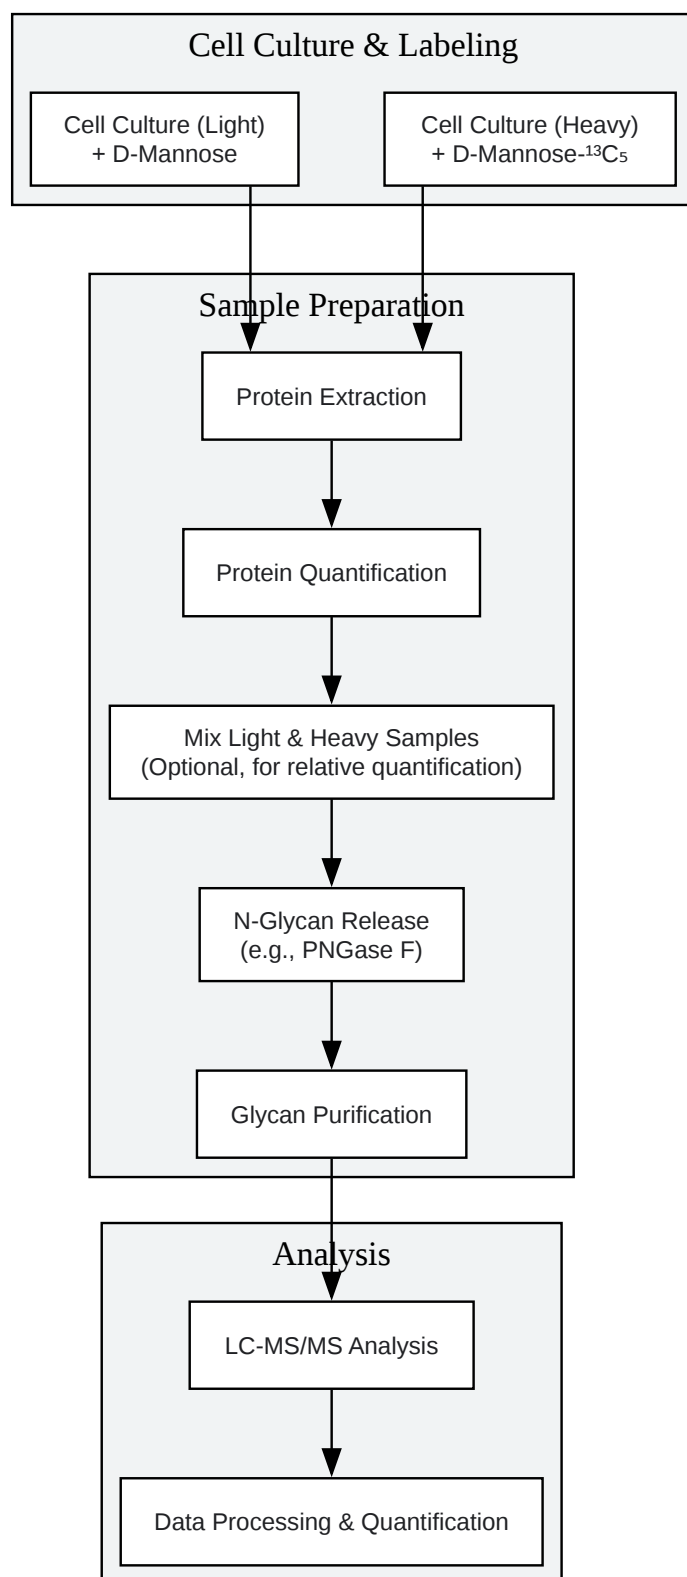 Cell Culture & Labeling
Cell Culture (Light)
+ D-Mannose
Cell Culture (Heavy)
+ D-Mannose-¹³C₅
Sample Preparation
Protein Extraction
Protein Quantification
Mix Light & Heavy Samples
(Optional, for relative quantification)
N-Glycan Release
(e.g., PNGase F)
Glycan Purification
Analysis
LC-MS/MS Analysis
Data Processing & Quantification